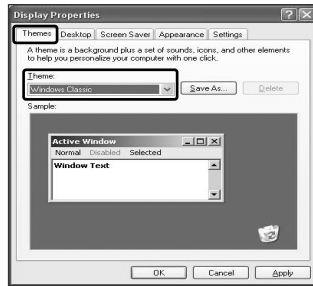 Display Properties
Themes Desktop Screen Saver Appearance Settings
A theme is a background plus a set of sounds, icons, and other elements
to help you personalize your computer with one click.
Theme:
Windows Classic Save As... Delete
Sample:
Active Window
Normal Disabled Selected
Window Text
OK Cancel Apply